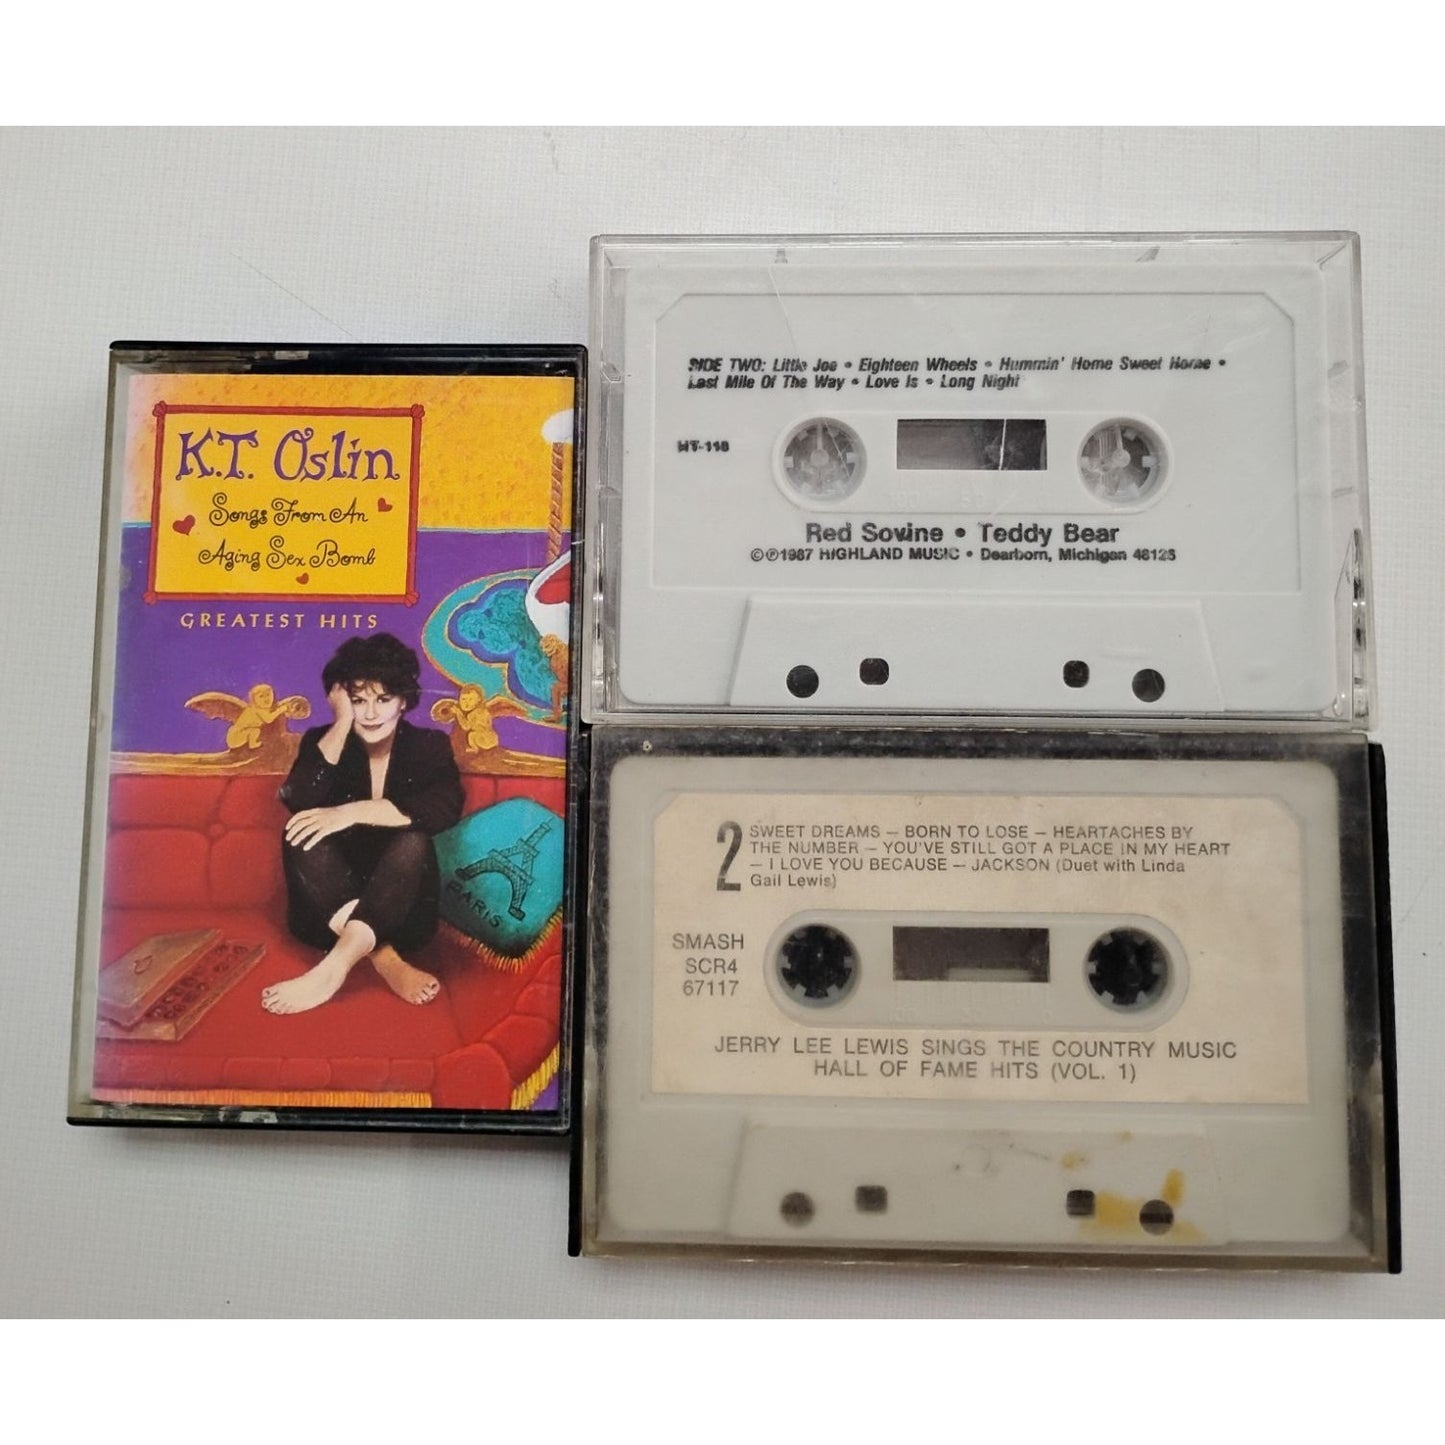 K.T. Oslin
Songs From An
Aging Sex Bomb
GREATEST HITS
PARIS
SIDE TWO: Little Joe • Eighteen Wheels • Hummin' Home Sweet Home •
Last Mile Of The Way • Love Is • Long Night
HT-118
Red Sovine • Teddy Bear
©℗1987 HIGHLAND MUSIC • Dearborn, Michigan 48126
2
SWEET DREAMS – BORN TO LOSE – HEARTACHES BY
THE NUMBER – YOU'VE STILL GOT A PLACE IN MY HEART
– I LOVE YOU BECAUSE – JACKSON (Duet with Linda
Gail Lewis)
SMASH
SCR4
67117
JERRY LEE LEWIS SINGS THE COUNTRY MUSIC
HALL OF FAME HITS (VOL. 1)